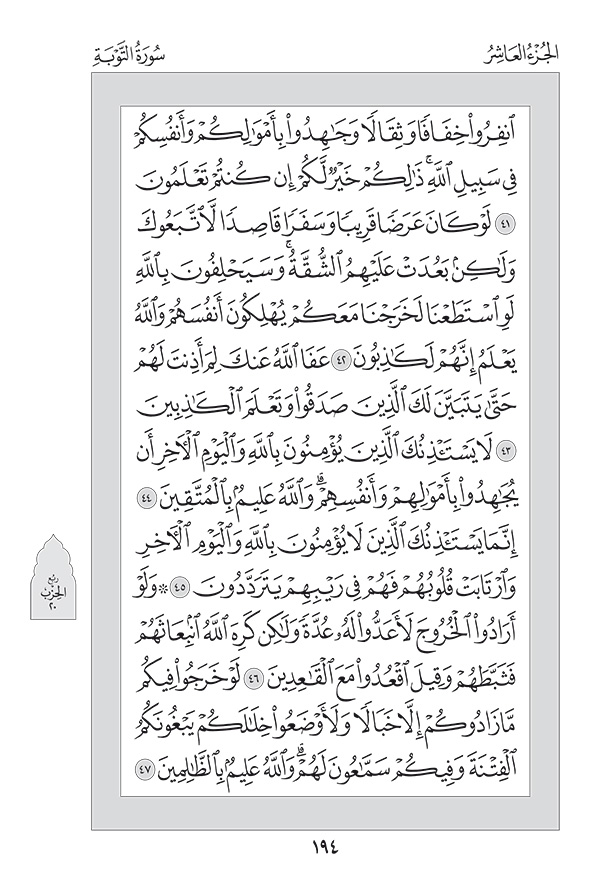 الجُزْءُ العَاشِرُ
سُورَةُ التَّوْبَةِ
ٱنفِرُوا۟ خِفَافًا وَثِقَالًا وَجَـٰهِدُوا۟ بِأَمْوَٰلِكُمْ وَأَنفُسِكُمْ
فِى سَبِيلِ ٱللَّهِ ۚ ذَٰلِكُمْ خَيْرٌ لَّكُمْ إِن كُنتُمْ تَعْلَمُونَ
٤١ لَوْ كَانَ عَرَضًا قَرِيبًا وَسَفَرًا قَاصِدًا لَّٱتَّبَعُوكَ
وَلَـٰكِنۢ بَعُدَتْ عَلَيْهِمُ ٱلشُّقَّةُ ۚ وَسَيَحْلِفُونَ بِٱللَّهِ
لَوِ ٱسْتَطَعْنَا لَخَرَجْنَا مَعَكُمْ يُهْلِكُونَ أَنفُسَهُمْ وَٱللَّهُ
يَعْلَمُ إِنَّهُمْ لَكَـٰذِبُونَ ٤٢ عَفَا ٱللَّهُ عَنكَ لِمَ أَذِنتَ لَهُمْ
حَتَّىٰ يَتَبَيَّنَ لَكَ ٱلَّذِينَ صَدَقُوا۟ وَتَعْلَمَ ٱلْكَـٰذِبِينَ
٤٣ لَا يَسْتَـْٔذِنُكَ ٱلَّذِينَ يُؤْمِنُونَ بِٱللَّهِ وَٱلْيَوْمِ ٱلْـَٔاخِرِ أَن
يُجَـٰهِدُوا۟ بِأَمْوَٰلِهِمْ وَأَنفُسِهِمْ ۗ وَٱللَّهُ عَلِيمٌۢ بِٱلْمُتَّقِينَ ٤٤
إِنَّمَا يَسْتَـْٔذِنُكَ ٱلَّذِينَ لَا يُؤْمِنُونَ بِٱللَّهِ وَٱلْيَوْمِ ٱلْـَٔاخِرِ
وَٱرْتَابَتْ قُلُوبُهُمْ فَهُمْ فِى رَيْبِهِمْ يَتَرَدَّدُونَ ٤٥ ۞ وَلَوْ
أَرَادُوا۟ ٱلْخُرُوجَ لَأَعَدُّوا۟ لَهُۥ عُدَّةً وَلَـٰكِن كَرِهَ ٱللَّهُ ٱنۢبِعَاثَهُمْ
فَثَبَّطَهُمْ وَقِيلَ ٱقْعُدُوا۟ مَعَ ٱلْقَـٰعِدِينَ ٤٦ لَوْ خَرَجُوا۟ فِيكُم
مَّا زَادُوكُمْ إِلَّا خَبَالًا وَلَأَوْضَعُوا۟ خِلَـٰلَكُمْ يَبْغُونَكُمُ
ٱلْفِتْنَةَ وَفِيكُمْ سَمَّـٰعُونَ لَهُمْ ۗ وَٱللَّهُ عَلِيمٌۢ بِٱلظَّـٰلِمِينَ ٤٧
ربع
الحزب
٢٠
١٩٤